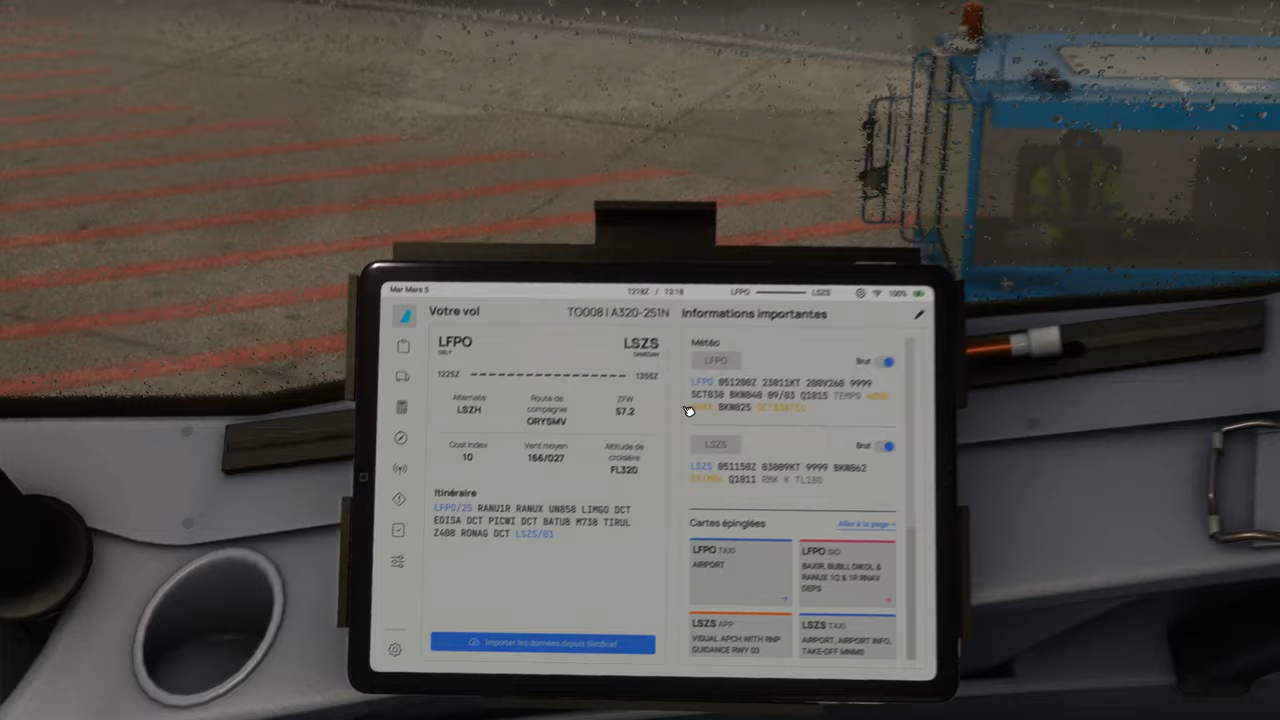 Mar Mars 5
1218Z / 13:18
LFPO
LSZS
100%
Votre vol
TO008 | A320-251N
LFPO
ORLY
LSZS
SAMEDAN
1225Z
1355Z
Alternate
LSZH
Route de
compagnie
ORYSMV
ZFW
57.2
Cost Index
10
Vent moyen
166/027
Altitude de
croisière
FL320
Itinéraire
LFPO/25 RANU1R RANUX UN858 LIMGO DCT
EDISA DCT PICWI DCT BATUB M738 TIRUL
Z408 RONAG DCT LSZS/03
Importer les données depuis SimBrief
Informations importantes
Météo
LFPO
Brut
LFPO 051200Z 23011KT 200V260 9999
SCT030 BKN040 09/03 Q1015 TEMPO
BKN025
LSZS
Brut
LSZS 051150Z 03009KT 9999 BKN062
Q1011 RMK K TL180
Cartes épinglées
Aller à la page
LFPO TAXI
AIRPORT
LFPO SID
BAXIR, BUBLI, DIKOL &
RANUX 1Q & 1R RNAV
DEPS
LSZS APP
VISUAL APCH WITH RNP
GUIDANCE RWY 03
LSZS TAXI
AIRPORT, AIRPORT INFO,
TAKE-OFF MNMS